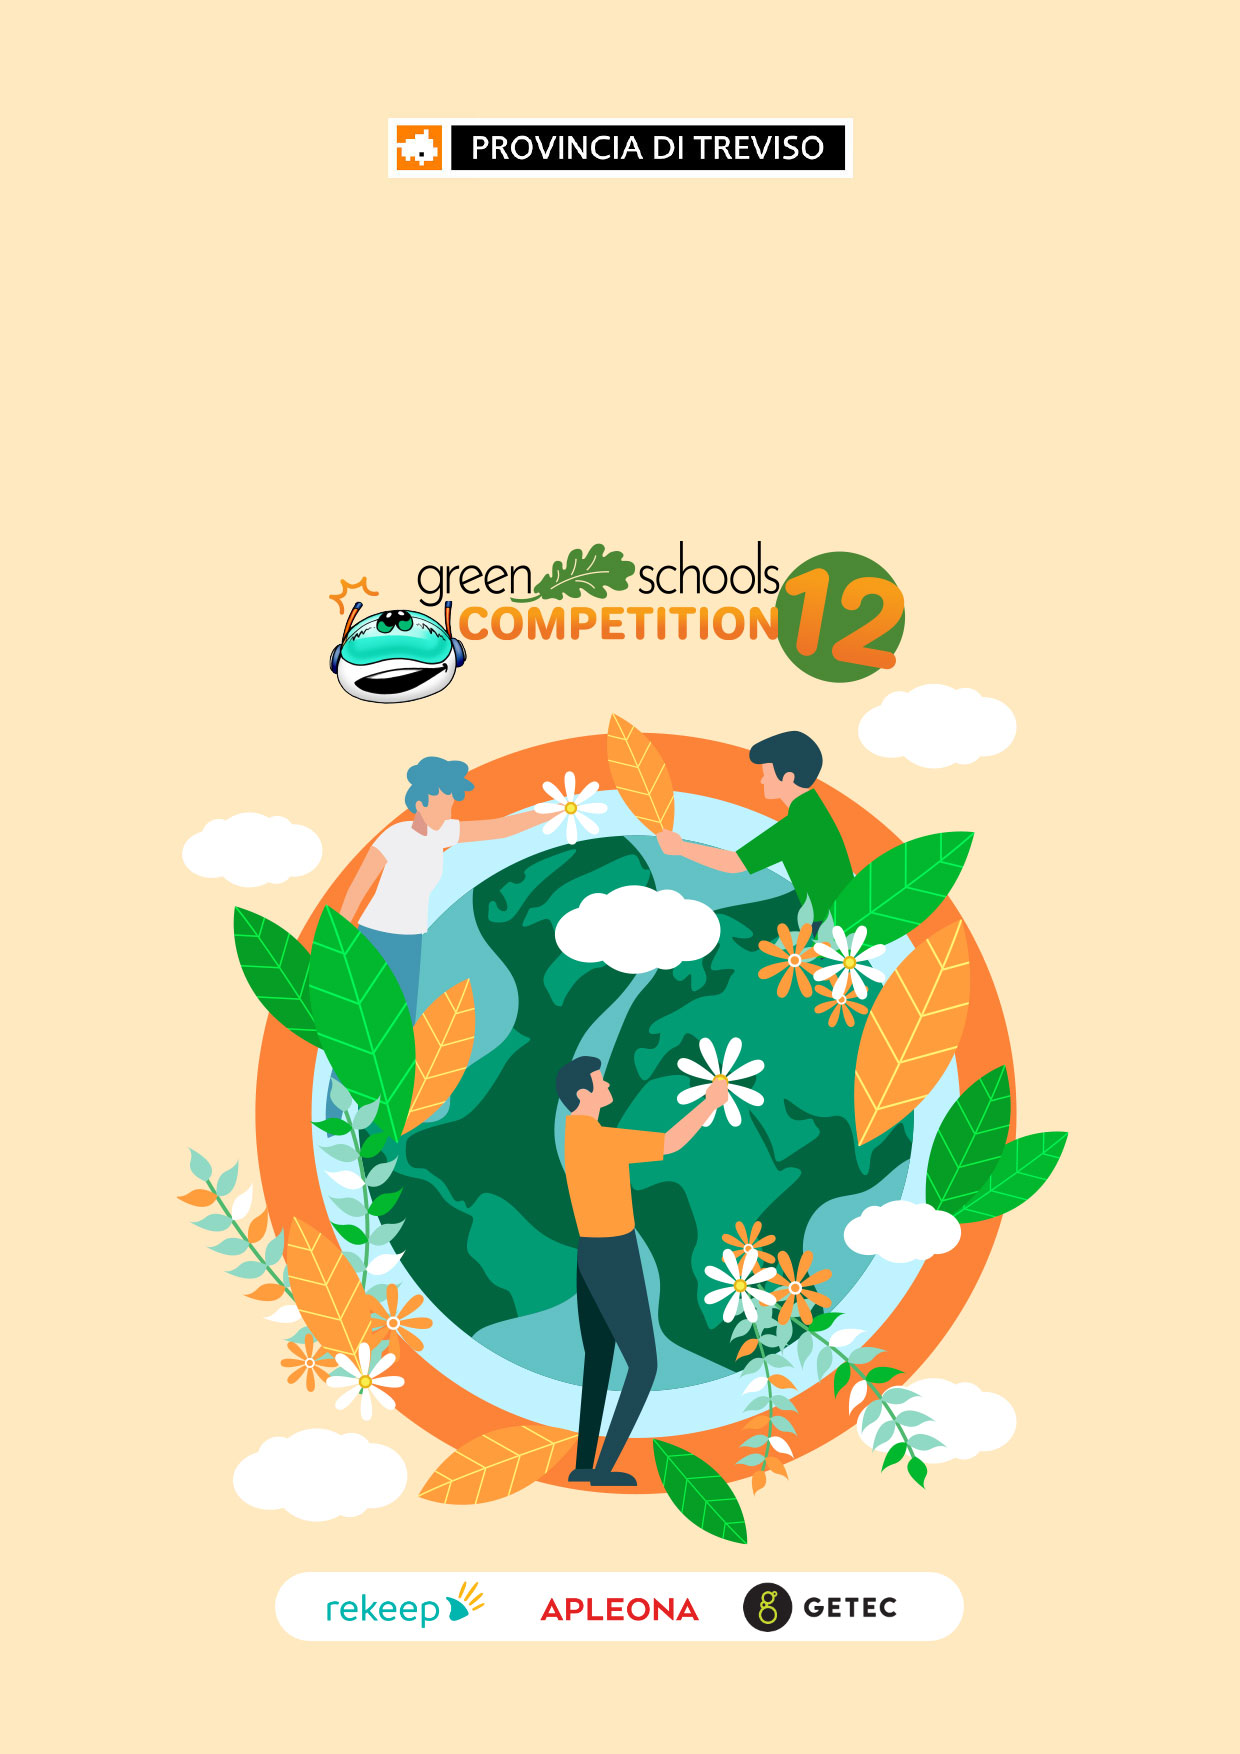 PROVINCIA DI TREVISO
green schools
COMPETITION 12
rekeep APLEONA GETEC